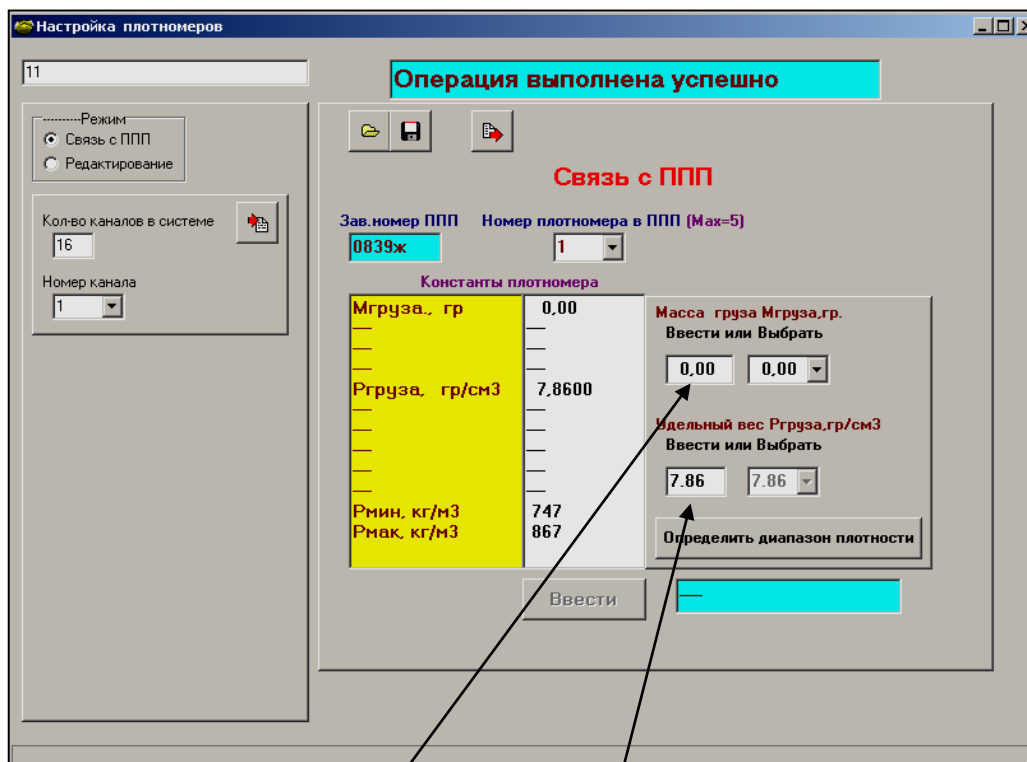 Настройка плотномеров
11
Операция выполнена успешно
---------Режим
Связь с ППП
Редактирование
Кол-во каналов в системе
16
Номер канала
1
Связь с ППП
Зав.номер ППП Номер плотномера в ППП (Max=5)
0839ж 1
Константы плотномера
Мгруза., гр 0,00
— —
— —
— —
Ргруза, гр/см3 7,8600
— —
— —
— —
— —
— —
Рмин, кг/м3 747
Рмак, кг/м3 867
Масса груза Мгруза,гр.
Ввести или Выбрать
0,00 0,00
Удельный вес Ргруза,гр/см3
Ввести или Выбрать
7.86 7.86
Определить диапазон плотности
Ввести —